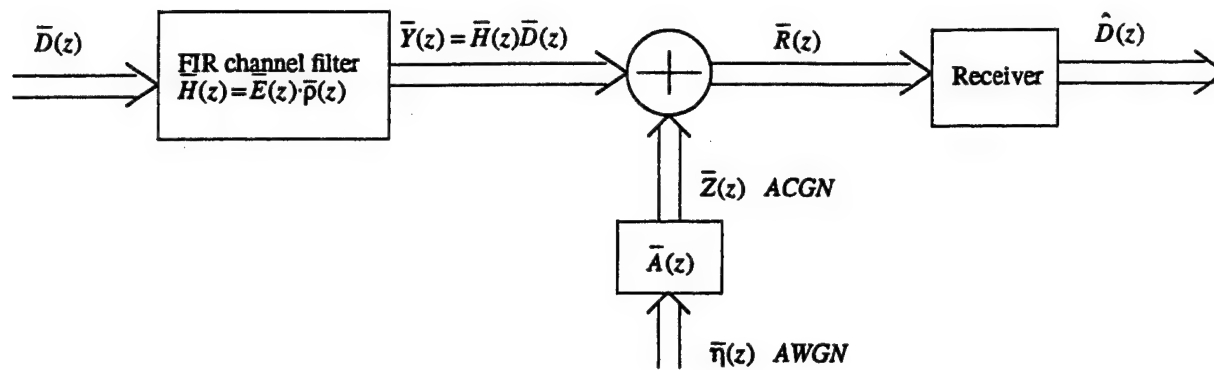 D̅(z)
FIR channel filter
H̅(z) = E̅(z)·ρ̅(z)
Y̅(z) = H̅(z)D̅(z)
R̅(z)
Receiver
D̂(z)
Z̅(z) ACGN
A̅(z)
η̅(z) AWGN